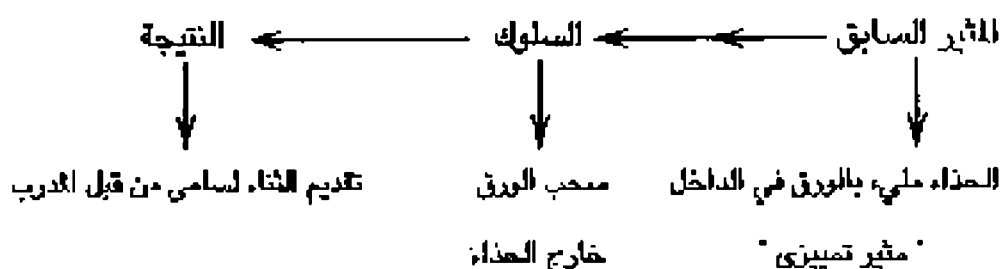 المثير السابق السلوك النتيجة
الحذاء مليء بالورق في الداخل سحب الورق تقديم الثناء لسامي من قبل المدرب
" مثير تمييزي " خارج الحذاء